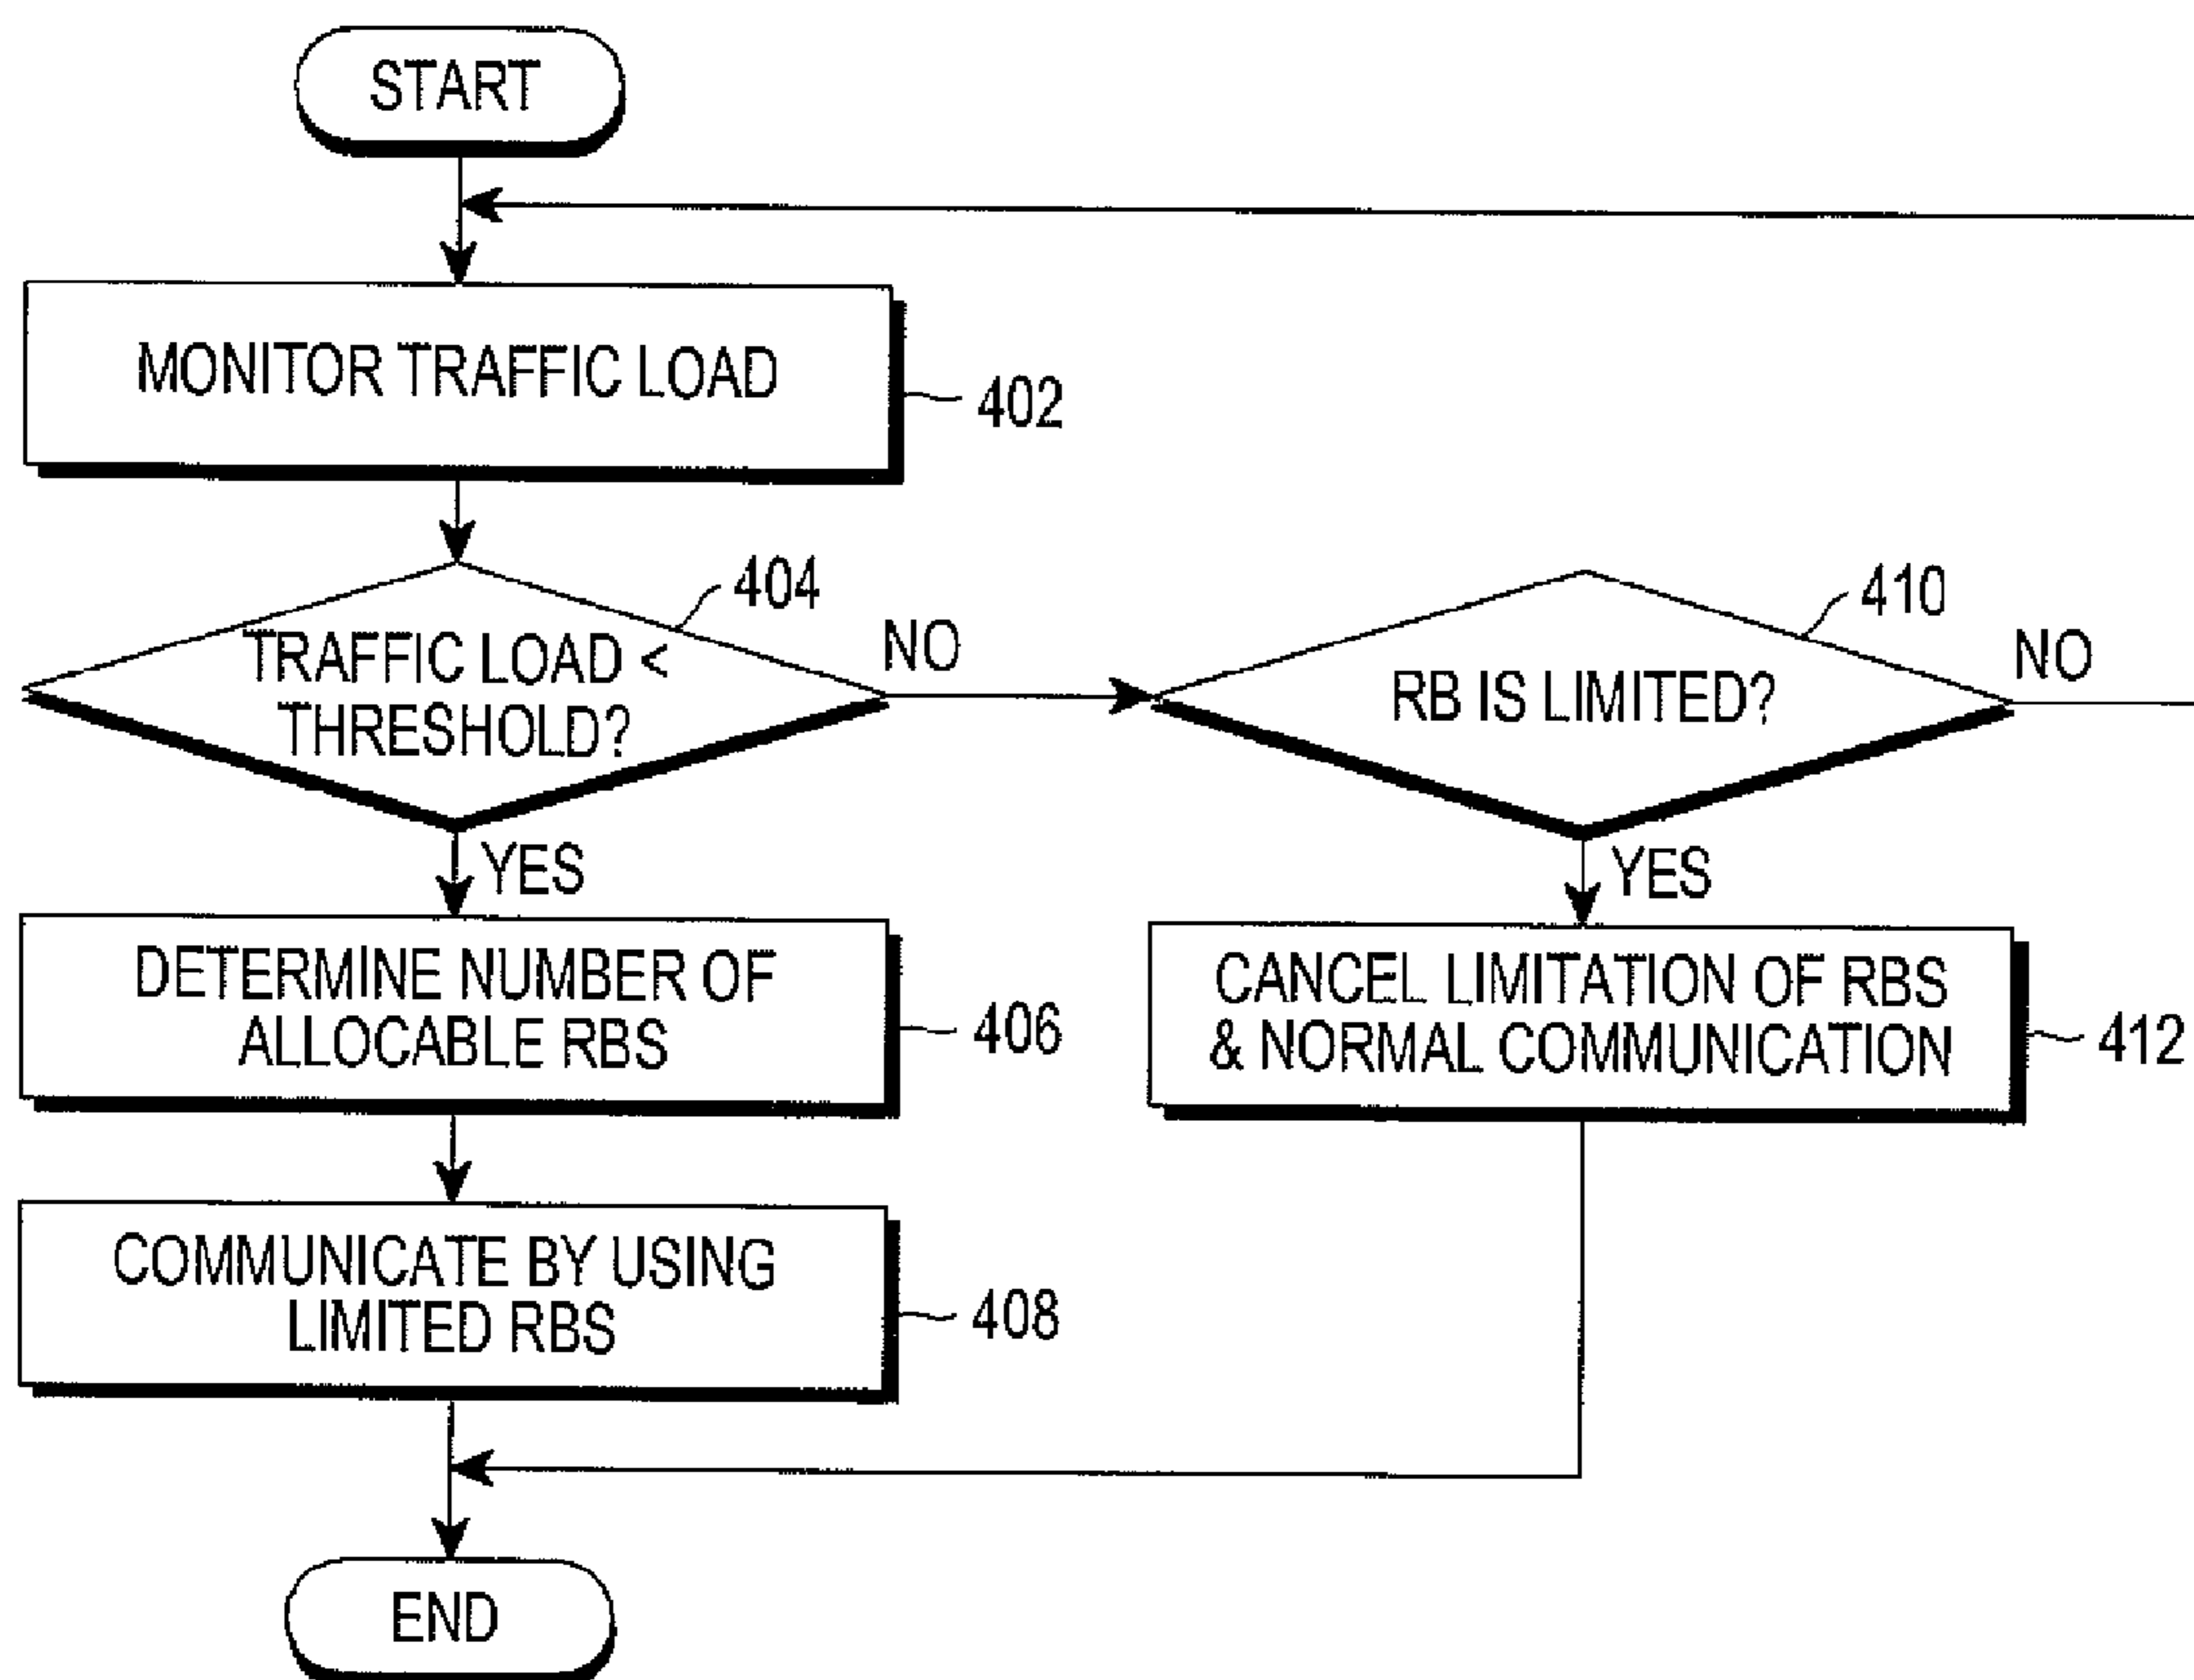 START
MONITOR TRAFFIC LOAD
402
404
TRAFFIC LOAD <
THRESHOLD?
NO
410
RB IS LIMITED?
NO
YES
YES
DETERMINE NUMBER OF
ALLOCABLE RBS
406
CANCEL LIMITATION OF RBS
& NORMAL COMMUNICATION
412
COMMUNICATE BY USING
LIMITED RBS
408
END